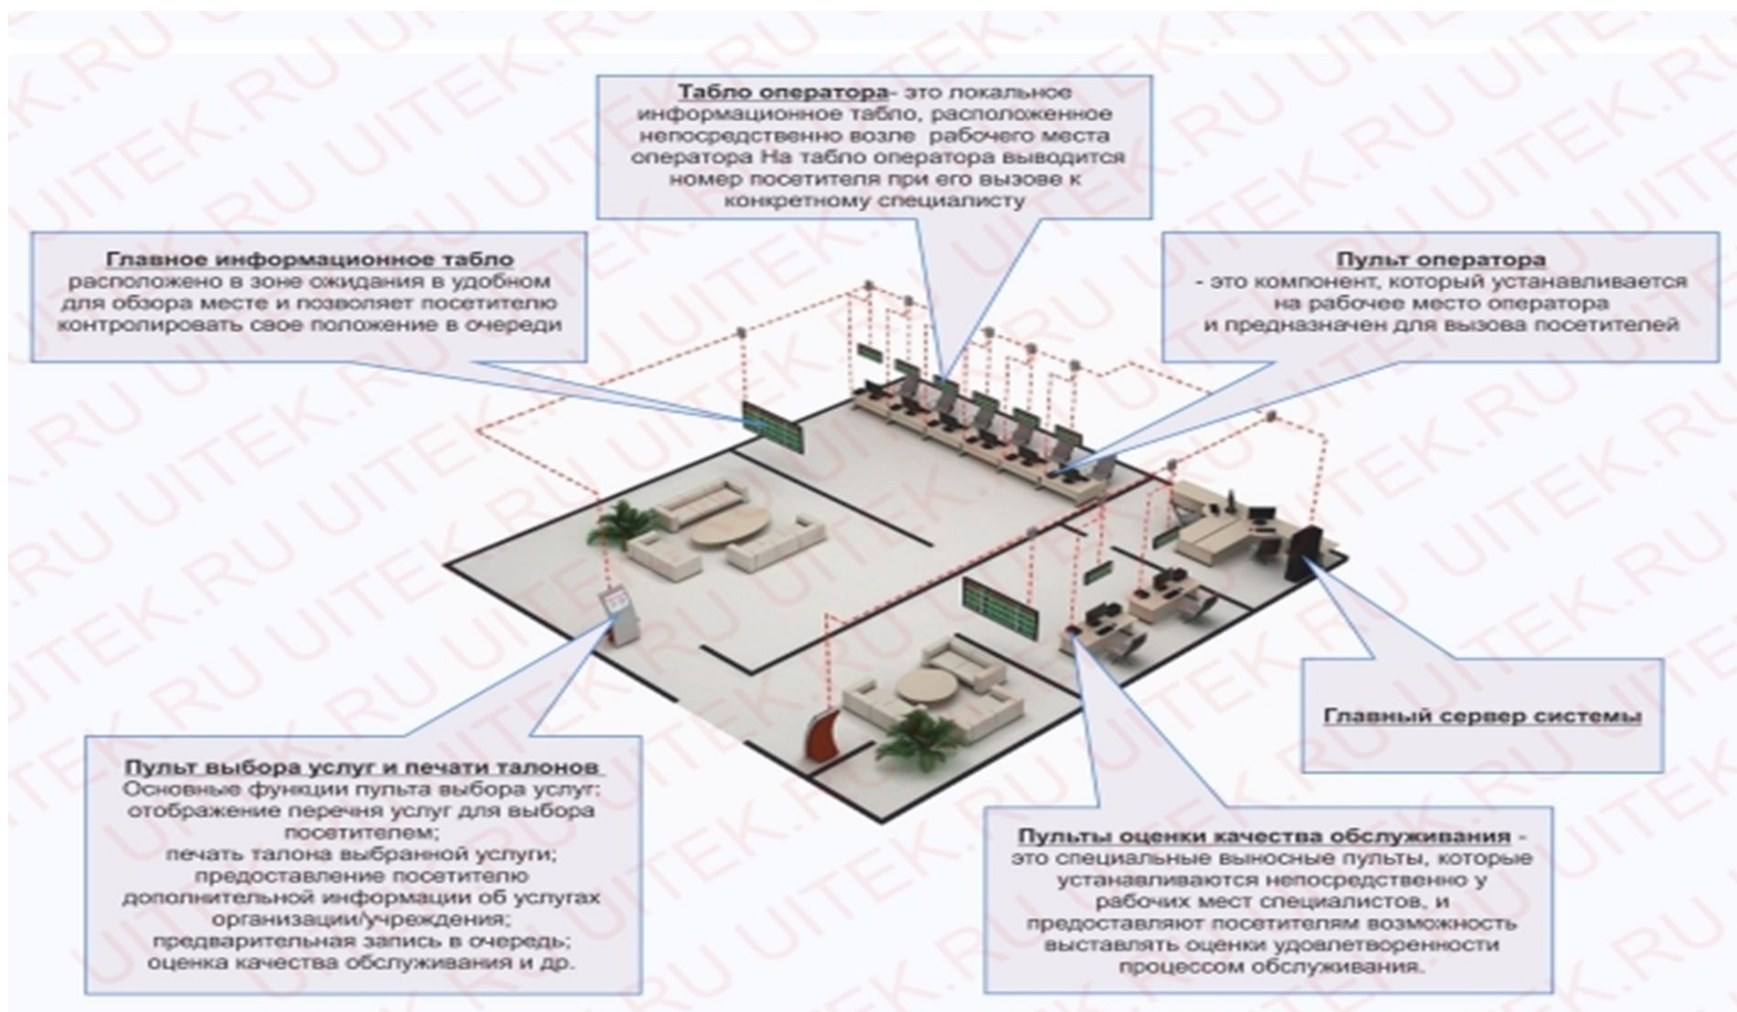 Табло оператора- это локальное
информационное табло, расположенное
непосредственно возле рабочего места
оператора На табло оператора выводится
номер посетителя при его вызове к
конкретному специалисту
Главное информационное табло
расположено в зоне ожидания в удобном
для обзора месте и позволяет посетителю
контролировать свое положение в очереди
Пульт оператора
- это компонент, который устанавливается
на рабочее место оператора
и предназначен для вызова посетителей
Главный сервер системы
Пульт выбора услуг и печати талонов
Основные функции пульта выбора услуг:
отображение перечня услуг для выбора
посетителем;
печать талона выбранной услуги;
предоставление посетителю
дополнительной информации об услугах
организации/учреждения;
предварительная запись в очередь;
оценка качества обслуживания и др.
Пульты оценки качества обслуживания -
это специальные выносные пульты, которые
устанавливаются непосредственно у
рабочих мест специалистов, и
предоставляют посетителям возможность
выставлять оценки удовлетворенности
процессом обслуживания.
UITEK.RU